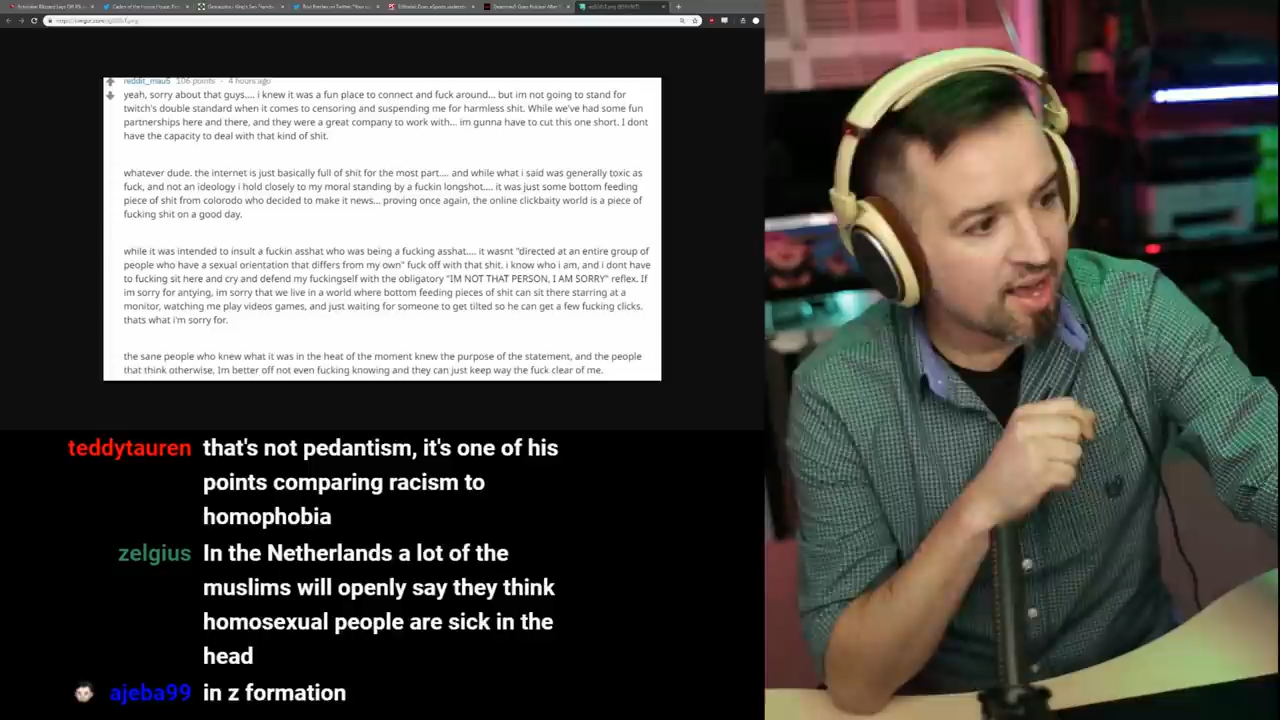 reddit_mau5 106 points · 4 hours ago
yeah, sorry about that guys.... i knew it was a fun place to connect and fuck around... but im not going to stand for
twitch's double standard when it comes to censoring and suspending me for harmless shit. While we've had some fun
partnerships here and there, and they were a great company to work with... im gunna have to cut this one short. I dont
have the capacity to deal with that kind of shit.
whatever dude. the internet is just basically full of shit for the most part.... and while what i said was generally toxic as
fuck, and not an ideology i hold closely to my moral standing by a fuckin longshot.... it was just some bottom feeding
piece of shit from colorodo who decided to make it news... proving once again, the online clickbaity world is a piece of
fucking shit on a good day.
while it was intended to insult a fuckin asshat who was being a fucking asshat.... it wasnt "directed at an entire group of
people who have a sexual orientation that differs from my own" fuck off with that shit. i know who i am, and i dont have
to fucking sit here and cry and defend my fuckingself with the obligatory "IM NOT THAT PERSON, I AM SORRY" reflex. If
im sorry for antying, im sorry that we live in a world where bottom feeding pieces of shit can sit there starring at a
monitor, watching me play videos games, and just waiting for someone to get tilted so he can get a few fucking clicks.
thats what i'm sorry for.
the sane people who knew what it was in the heat of the moment knew the purpose of the statement, and the people
that think otherwise, Im better off not even fucking knowing and they can just keep way the fuck clear of me.
teddytauren that's not pedantism, it's one of his
points comparing racism to
homophobia
zelgius In the Netherlands a lot of the
muslims will openly say they think
homosexual people are sick in the
head
ajeba99 in z formation